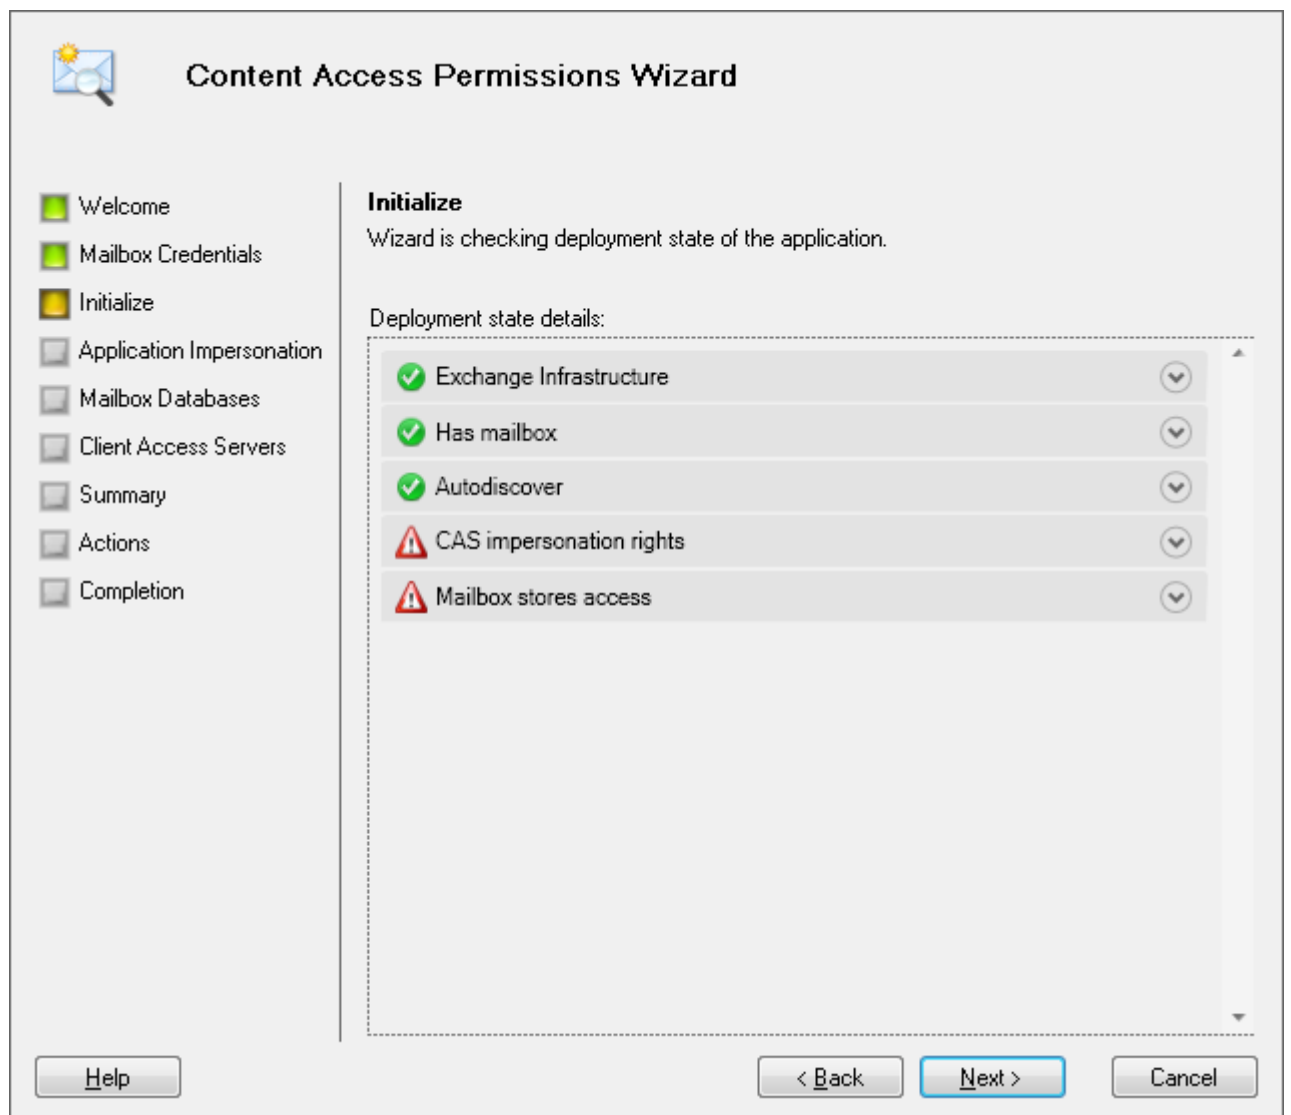 Content Access Permissions Wizard
Welcome
Mailbox Credentials
Initialize
Application Impersonation
Mailbox Databases
Client Access Servers
Summary
Actions
Completion
Initialize
Wizard is checking deployment state of the application.
Deployment state details:
Exchange Infrastructure
Has mailbox
Autodiscover
CAS impersonation rights
Mailbox stores access
Help
< Back
Next >
Cancel